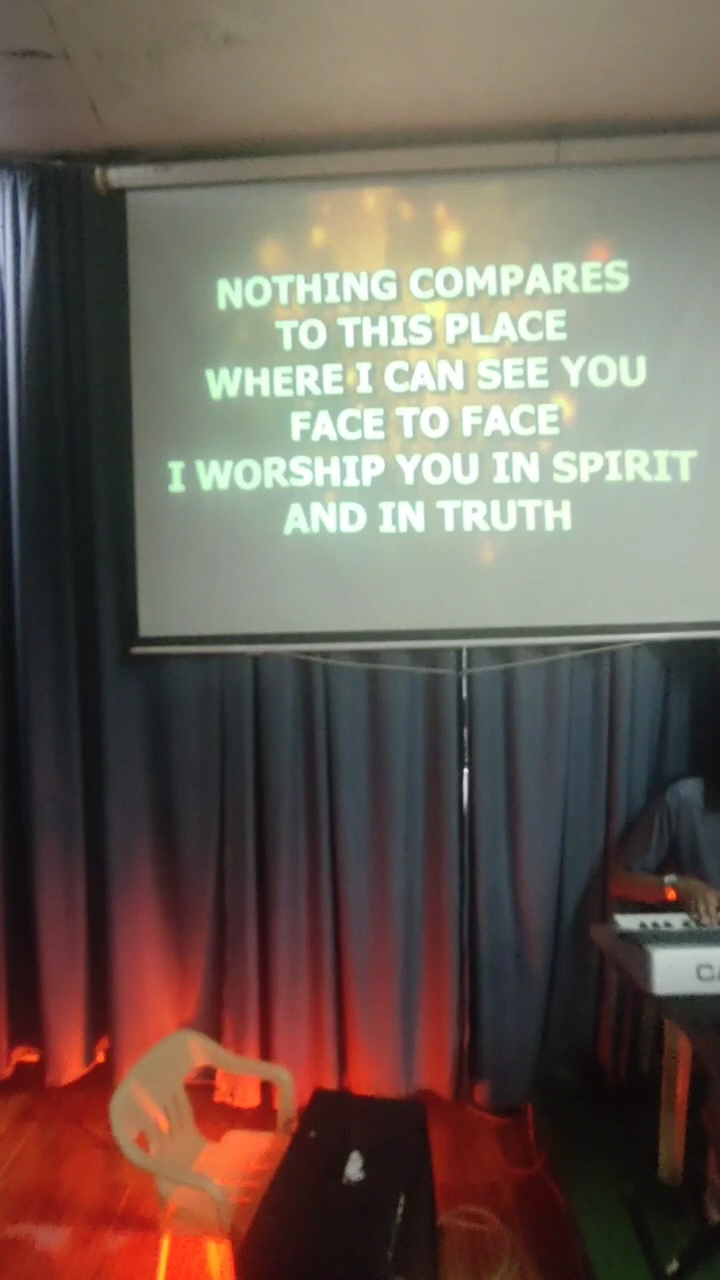 NOTHING COMPARES
TO THIS PLACE
WHERE I CAN SEE YOU
FACE TO FACE
I WORSHIP YOU IN SPIRIT
AND IN TRUTH
CA